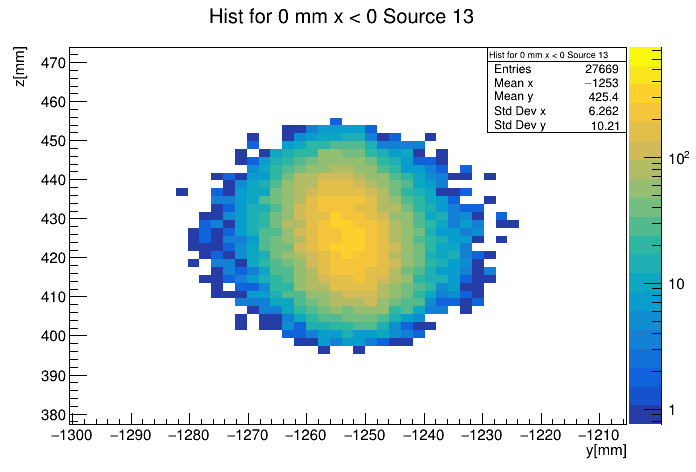 Hist for 0 mm x < 0 Source 13
z[mm]
Hist for 0 mm x < 0 Source 13
Entries 27669
Mean x −1253
Mean y 425.4
Std Dev x 6.262
Std Dev y 10.21
470
460
450
440
430
420
410
400
390
380
10²
10
1
−1300 −1290 −1280 −1270 −1260 −1250 −1240 −1230 −1220 −1210
y[mm]